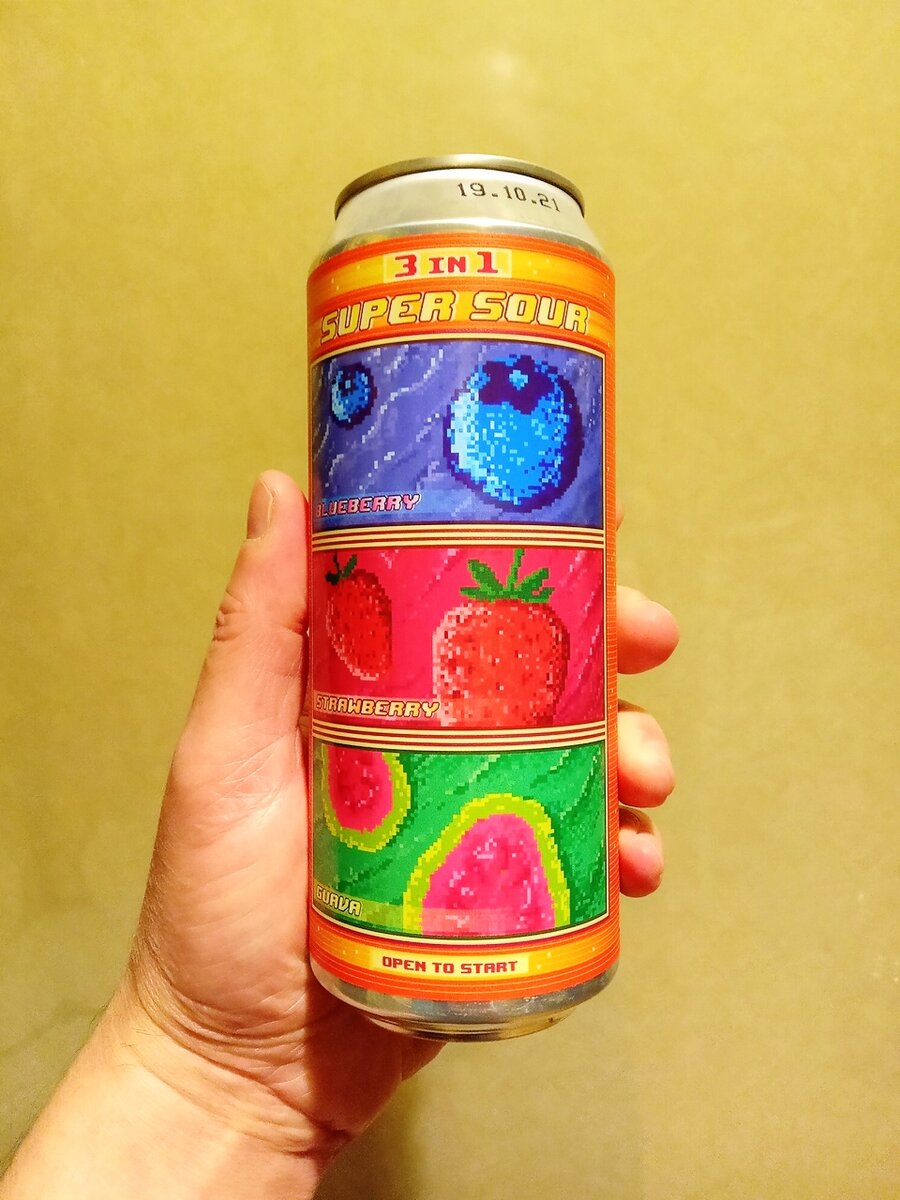 19.10.21
3 IN 1
SUPER SOUR
BLUEBERRY
STRAWBERRY
GUAVA
OPEN TO START